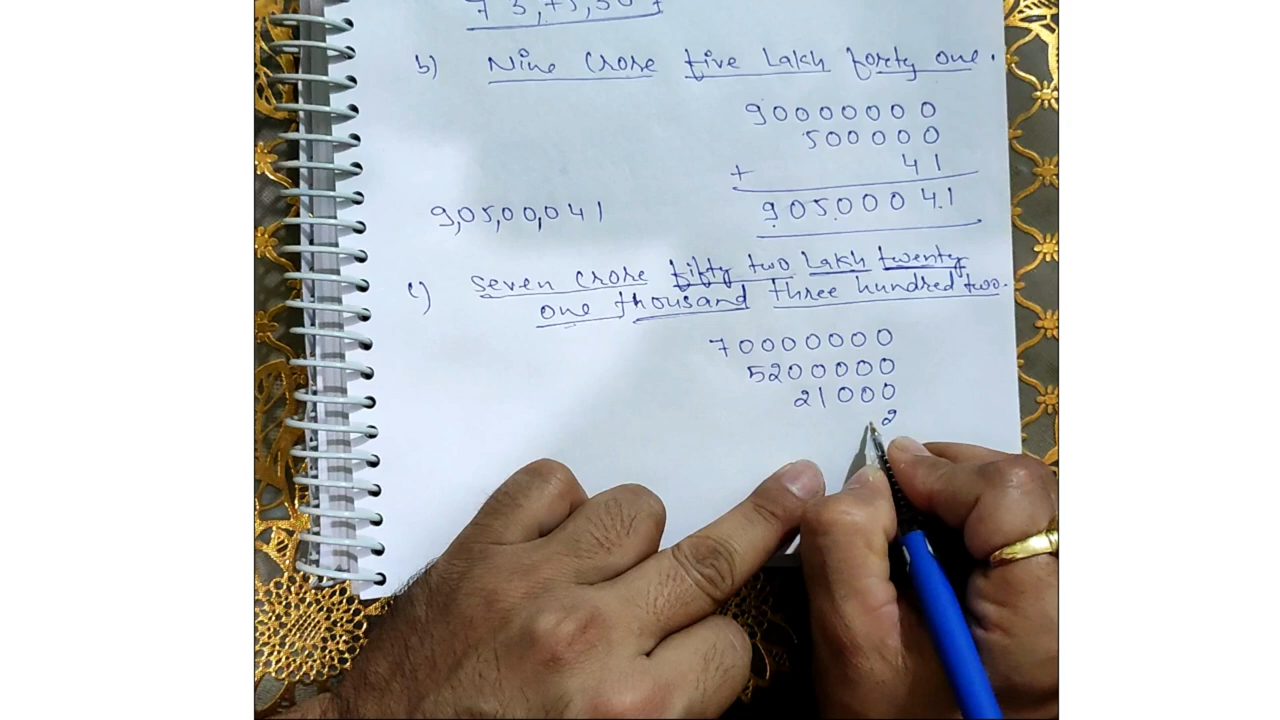 b) Nine Crore five Lakh forty one.
90000000
500000
+ 41
9,05,00,041 90500041
c) Seven Crore fifty two Lakh twenty
one thousand three hundred two.
70000000
5200000
21000
2